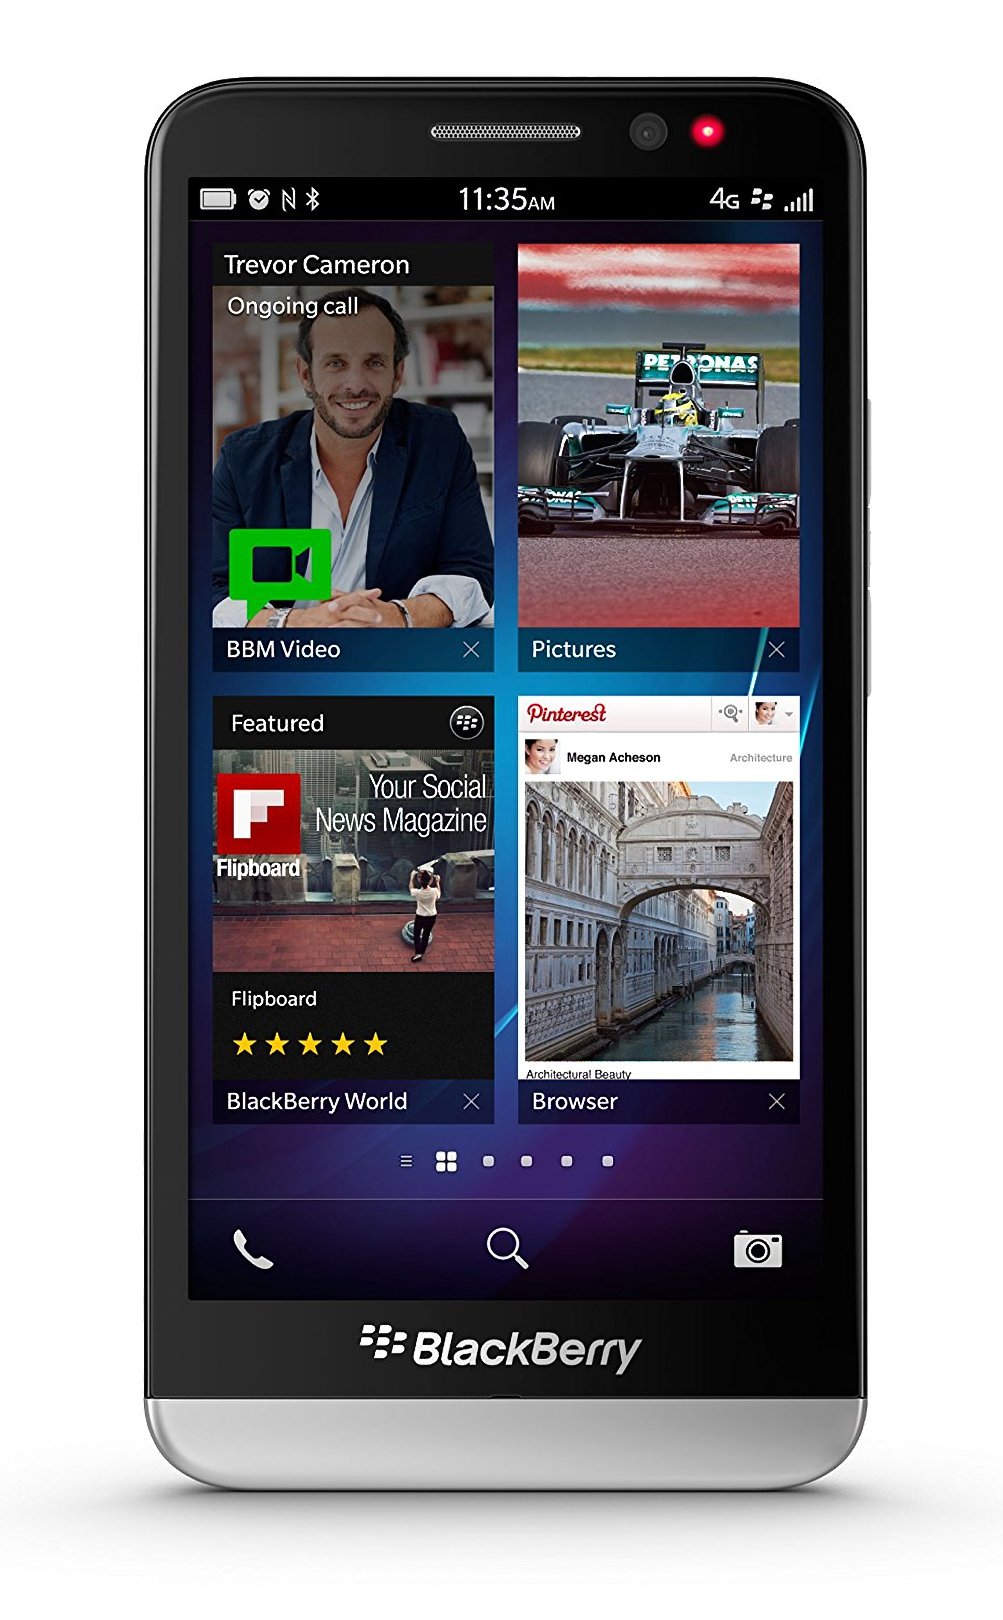 11:35AM
4G
Trevor Cameron
Ongoing call
BBM Video
PETRONAS
PETRONAS
Pictures
Featured
Your Social
News Magazine
Flipboard
Flipboard
BlackBerry World
Pinterest
Megan Acheson
Architecture
Architectural Beauty
Browser
BlackBerry